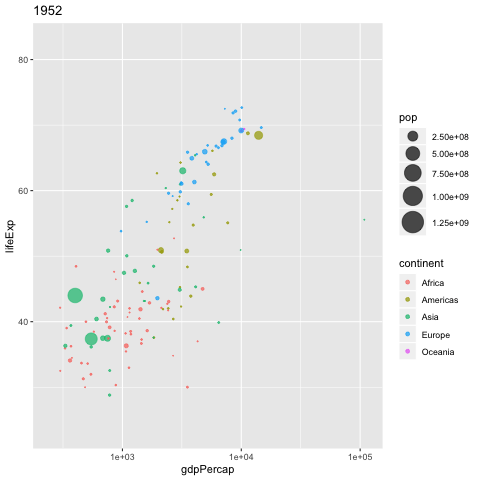 1952
80
60
40
lifeExp
1e+03 1e+04 1e+05
gdpPercap
pop
2.50e+08
5.00e+08
7.50e+08
1.00e+09
1.25e+09
continent
Africa
Americas
Asia
Europe
Oceania